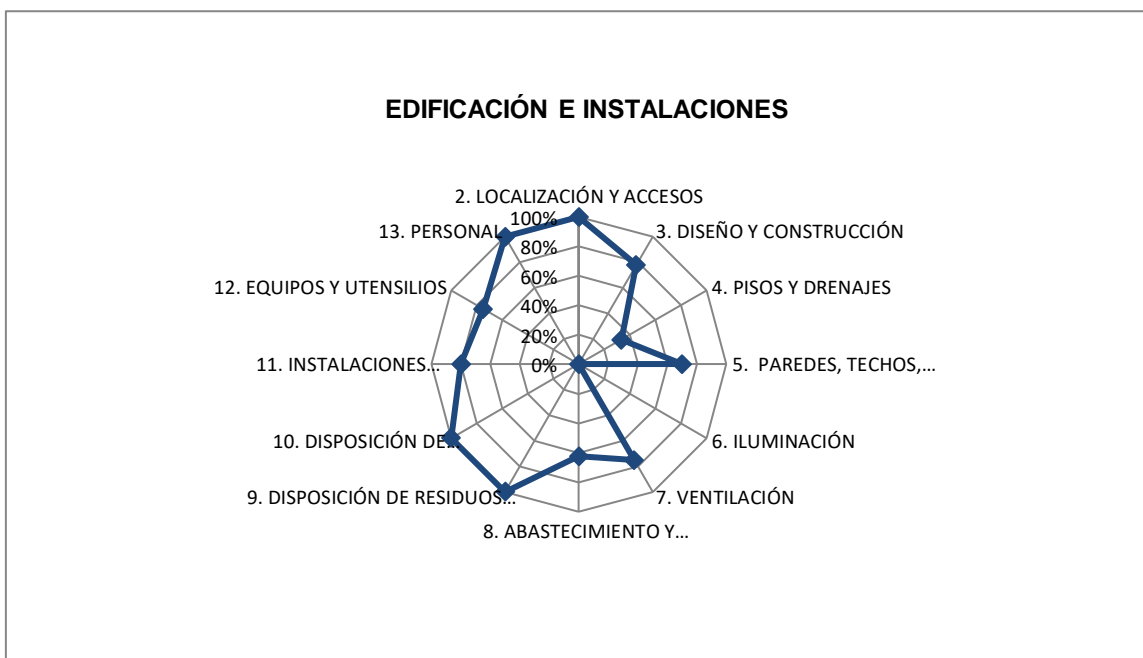 EDIFICACIÓN E INSTALACIONES
2. LOCALIZACIÓN Y ACCESOS
100%
13. PERSONAL
3. DISEÑO Y CONSTRUCCIÓN
80%
60%
12. EQUIPOS Y UTENSILIOS
4. PISOS Y DRENAJES
40%
20%
11. INSTALACIONES...
0%
5. PAREDES, TECHOS,...
10. DISPOSICIÓN DE...
6. ILUMINACIÓN
9. DISPOSICIÓN DE RESIDUOS...
7. VENTILACIÓN
8. ABASTECIMIENTO Y...